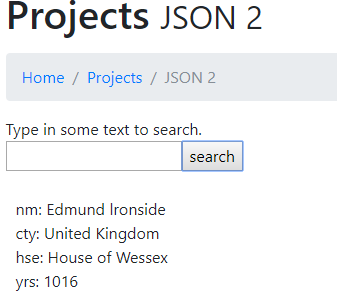 Projects JSON 2
Home / Projects / JSON 2
Type in some text to search.
search
nm: Edmund lronside
cty: United Kingdom
hse: House of Wessex
yrs: 1016